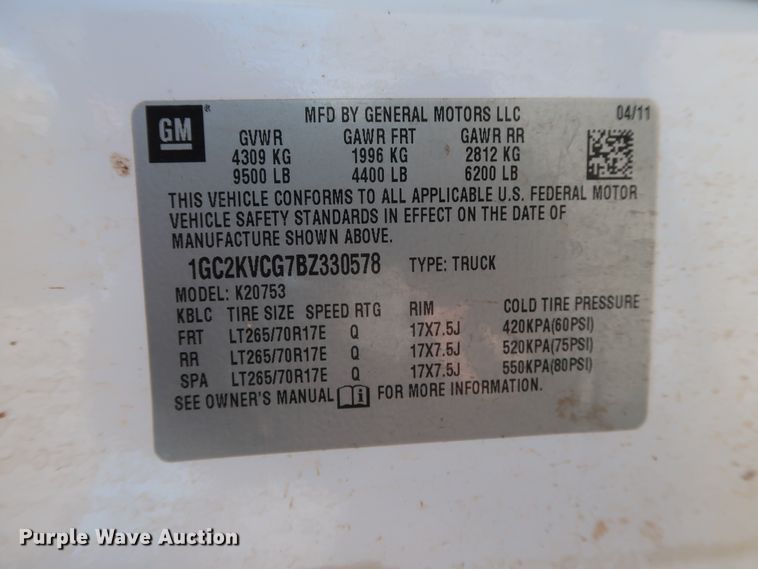 GM
MFD BY GENERAL MOTORS LLC 04/11
GVWR GAWR FRT GAWR RR
4309 KG 1996 KG 2812 KG
9500 LB 4400 LB 6200 LB
THIS VEHICLE CONFORMS TO ALL APPLICABLE U.S. FEDERAL MOTOR
VEHICLE SAFETY STANDARDS IN EFFECT ON THE DATE OF
MANUFACTURE SHOWN ABOVE.
1GC2KVCG7BZ330578 TYPE: TRUCK
MODEL: K20753
KBLC TIRE SIZE SPEED RTG RIM COLD TIRE PRESSURE
FRT LT265/70R17E Q 17X7.5J 420KPA(60PSI)
RR LT265/70R17E Q 17X7.5J 520KPA(75PSI)
SPA LT265/70R17E Q 17X7.5J 550KPA(80PSI)
SEE OWNER'S MANUAL FOR MORE INFORMATION.
Purple Wave Auction